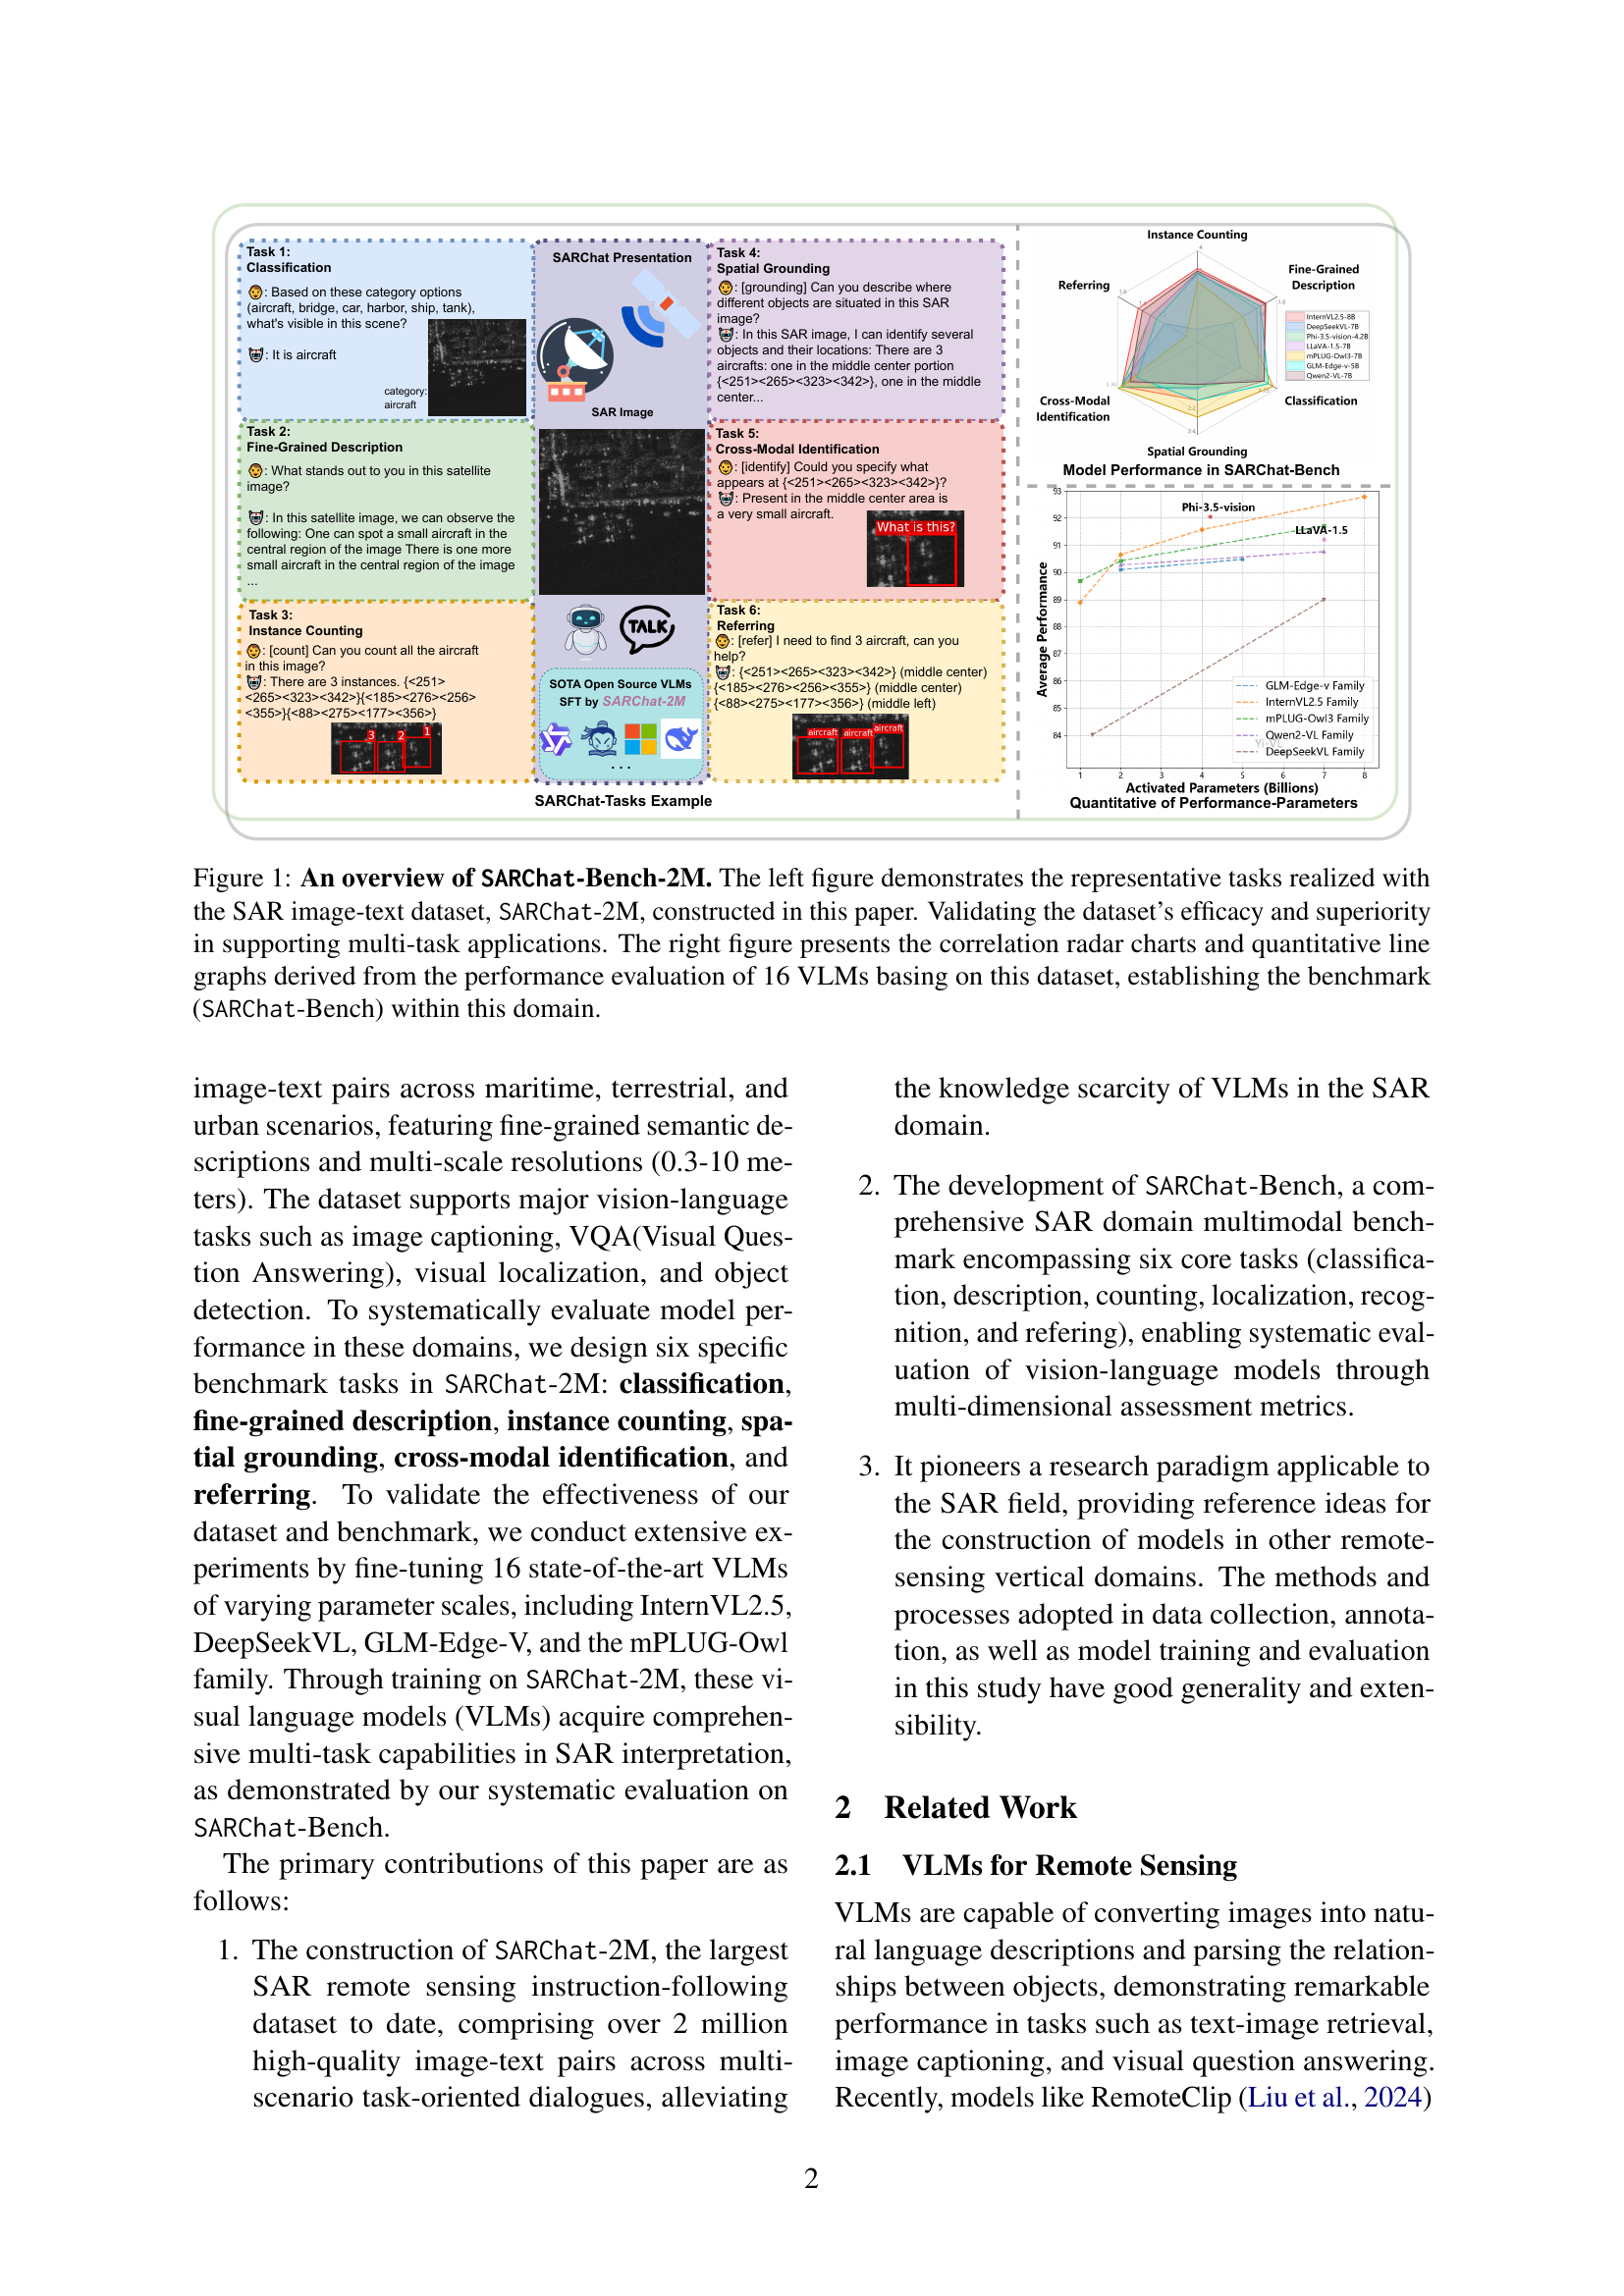 Task 1:
Classification
: Based on these category options
(aircraft, bridge, car, harbor, ship, tank),
what's visible in this scene?
: It is aircraft
category:
aircraft
Task 2:
Fine-Grained Description
: What stands out to you in this satellite
image?
: In this satellite image, we can observe the
following: One can spot a small aircraft in the
central region of the image There is one more
small aircraft in the central region of the image
...
Task 3:
Instance Counting
: [count] Can you count all the aircraft
in this image?
: There are 3 instances. {<251>
<265><323><342>}{<185><276><256>
<355>}{<88><275><177><356>}
3
2
1
SARChat Presentation
SAR Image
TALK
SOTA Open Source VLMs
SFT by SARChat-2M
...
Task 4:
Spatial Grounding
: [grounding] Can you describe where
different objects are situated in this SAR
image?
: In this SAR image, I can identify several
objects and their locations: There are 3
aircrafts: one in the middle center portion
{<251><265><323><342>}, one in the middle
center...
Task 5:
Cross-Modal Identification
: [identify] Could you specify what
appears at {<251><265><323><342>}?
: Present in the middle center area is
a very small aircraft.
What is this?
Task 6:
Referring
: [refer] I need to find 3 aircraft, can you
help?
: {<251><265><323><342>} (middle center)
{<185><276><256><355>} (middle center)
{<88><275><177><356>} (middle left)
aircraft
aircraft
aircraft
SARChat-Tasks Example
Instance Counting
Fine-Grained
Description
Referring
InternVL2.5-8B
DeepSeekVL-7B
Phi-3.5-vision-4.2B
LLaVA-1.5-7B
mPLUG-Owl3-7B
GLM-Edge-v-5B
Qwen2-VL-7B
Cross-Modal
Identification
Classification
Spatial Grounding
Model Performance in SARChat-Bench
93
92
91
90
89
88
87
86
85
84
Average Performance
Phi-3.5-vision
LLaVA-1.5
Yi-VL
GLM-Edge-v Family
InternVL2.5 Family
mPLUG-Owl3 Family
Qwen2-VL Family
DeepSeekVL Family
1 2 3 4 5 6 7 8
Activated Parameters (Billions)
Quantitative of Performance-Parameters
Figure 1: An overview of SARChat-Bench-2M. The left figure demonstrates the representative tasks realized with
the SAR image-text dataset, SARChat-2M, constructed in this paper. Validating the dataset's efficacy and superiority
in supporting multi-task applications. The right figure presents the correlation radar charts and quantitative line
graphs derived from the performance evaluation of 16 VLMs basing on this dataset, establishing the benchmark
(SARChat-Bench) within this domain.
image-text pairs across maritime, terrestrial, and
urban scenarios, featuring fine-grained semantic de-
scriptions and multi-scale resolutions (0.3-10 me-
ters). The dataset supports major vision-language
tasks such as image captioning, VQA(Visual Ques-
tion Answering), visual localization, and object
detection. To systematically evaluate model per-
formance in these domains, we design six specific
benchmark tasks in SARChat-2M: classification,
fine-grained description, instance counting, spa-
tial grounding, cross-modal identification, and
referring. To validate the effectiveness of our
dataset and benchmark, we conduct extensive ex-
periments by fine-tuning 16 state-of-the-art VLMs
of varying parameter scales, including InternVL2.5,
DeepSeekVL, GLM-Edge-V, and the mPLUG-Owl
family. Through training on SARChat-2M, these vi-
sual language models (VLMs) acquire comprehen-
sive multi-task capabilities in SAR interpretation,
as demonstrated by our systematic evaluation on
SARChat-Bench.
The primary contributions of this paper are as
follows:
1. The construction of SARChat-2M, the largest
SAR remote sensing instruction-following
dataset to date, comprising over 2 million
high-quality image-text pairs across multi-
scenario task-oriented dialogues, alleviating
the knowledge scarcity of VLMs in the SAR
domain.
2. The development of SARChat-Bench, a com-
prehensive SAR domain multimodal bench-
mark encompassing six core tasks (classifica-
tion, description, counting, localization, recog-
nition, and refering), enabling systematic eval-
uation of vision-language models through
multi-dimensional assessment metrics.
3. It pioneers a research paradigm applicable to
the SAR field, providing reference ideas for
the construction of models in other remote-
sensing vertical domains. The methods and
processes adopted in data collection, annota-
tion, as well as model training and evaluation
in this study have good generality and exten-
sibility.
2 Related Work
2.1 VLMs for Remote Sensing
VLMs are capable of converting images into natu-
ral language descriptions and parsing the relation-
ships between objects, demonstrating remarkable
performance in tasks such as text-image retrieval,
image captioning, and visual question answering.
Recently, models like RemoteClip (Liu et al., 2024)
2